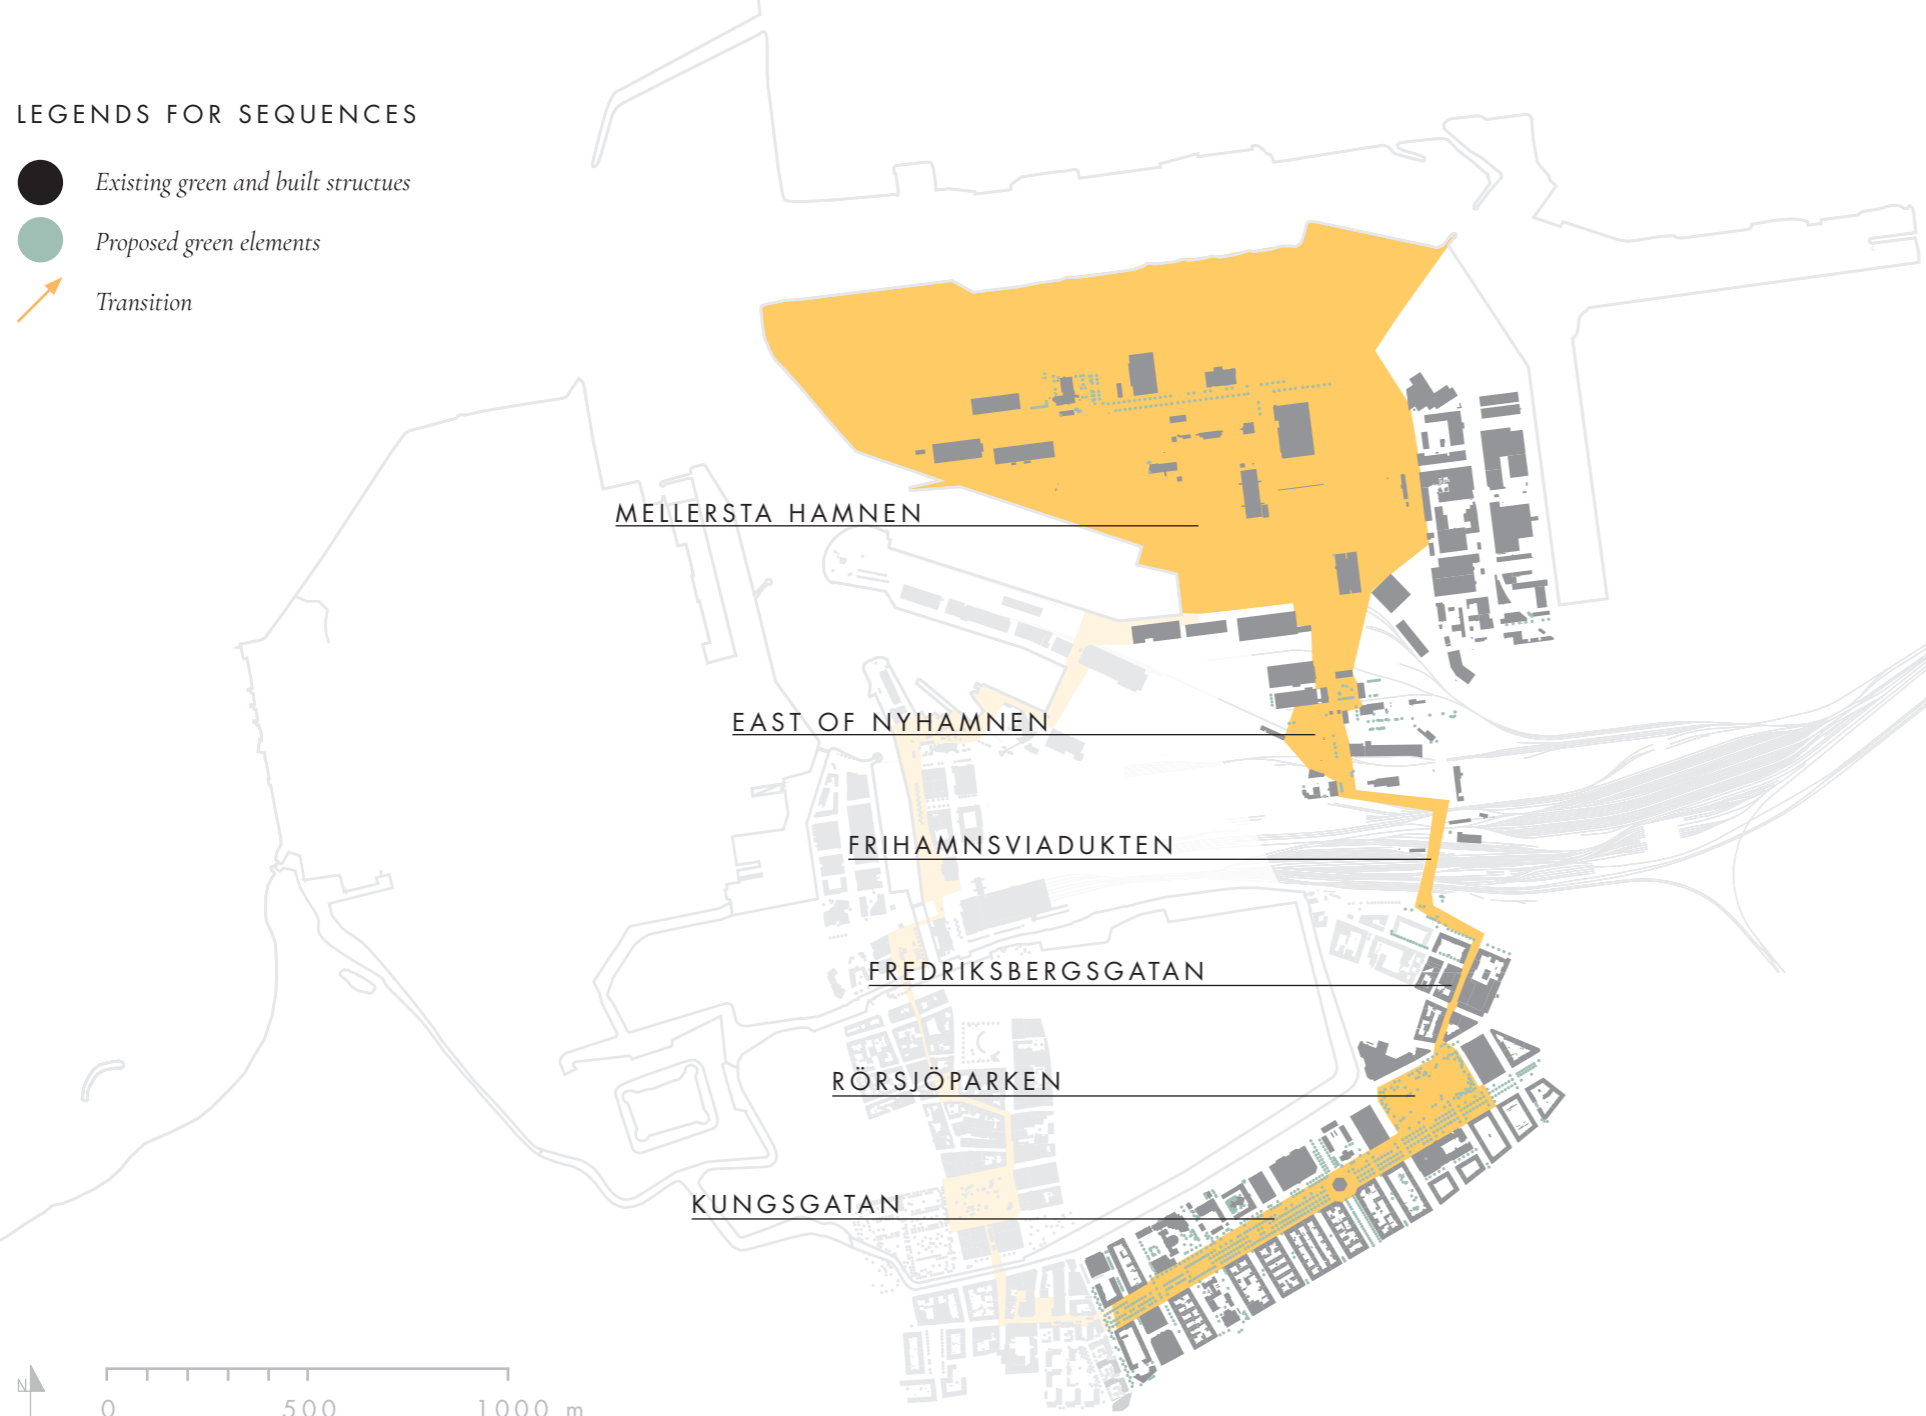 LEGENDS FOR SEQUENCES
Existing green and built structues
Proposed green elements
Transition
MELLERSTA HAMNEN
EAST OF NYHAMNEN
FRIHAMNSVIADUKTEN
FREDRIKSBERGSGATAN
RÖRSJÖPARKEN
KUNGSGATAN
N
0 500 1000 m